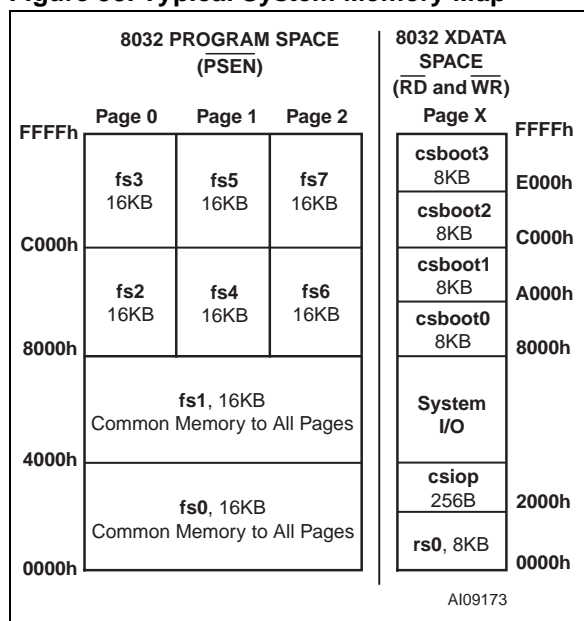 Figure 38. Typical System Memory Map
8032 PROGRAM SPACE
(PSEN)
Page 0 Page 1 Page 2
FFFFh
fs3
16KB
fs5
16KB
fs7
16KB
C000h
fs2
16KB
fs4
16KB
fs6
16KB
8000h
fs1, 16KB
Common Memory to All Pages
4000h
fs0, 16KB
Common Memory to All Pages
0000h
8032 XDATA
SPACE
(RD and WR)
Page X
FFFFh
csboot3
8KB
E000h
csboot2
8KB
C000h
csboot1
8KB
A000h
csboot0
8KB
8000h
System
I/O
csiop
256B
2000h
rs0, 8KB
0000h
AI09173